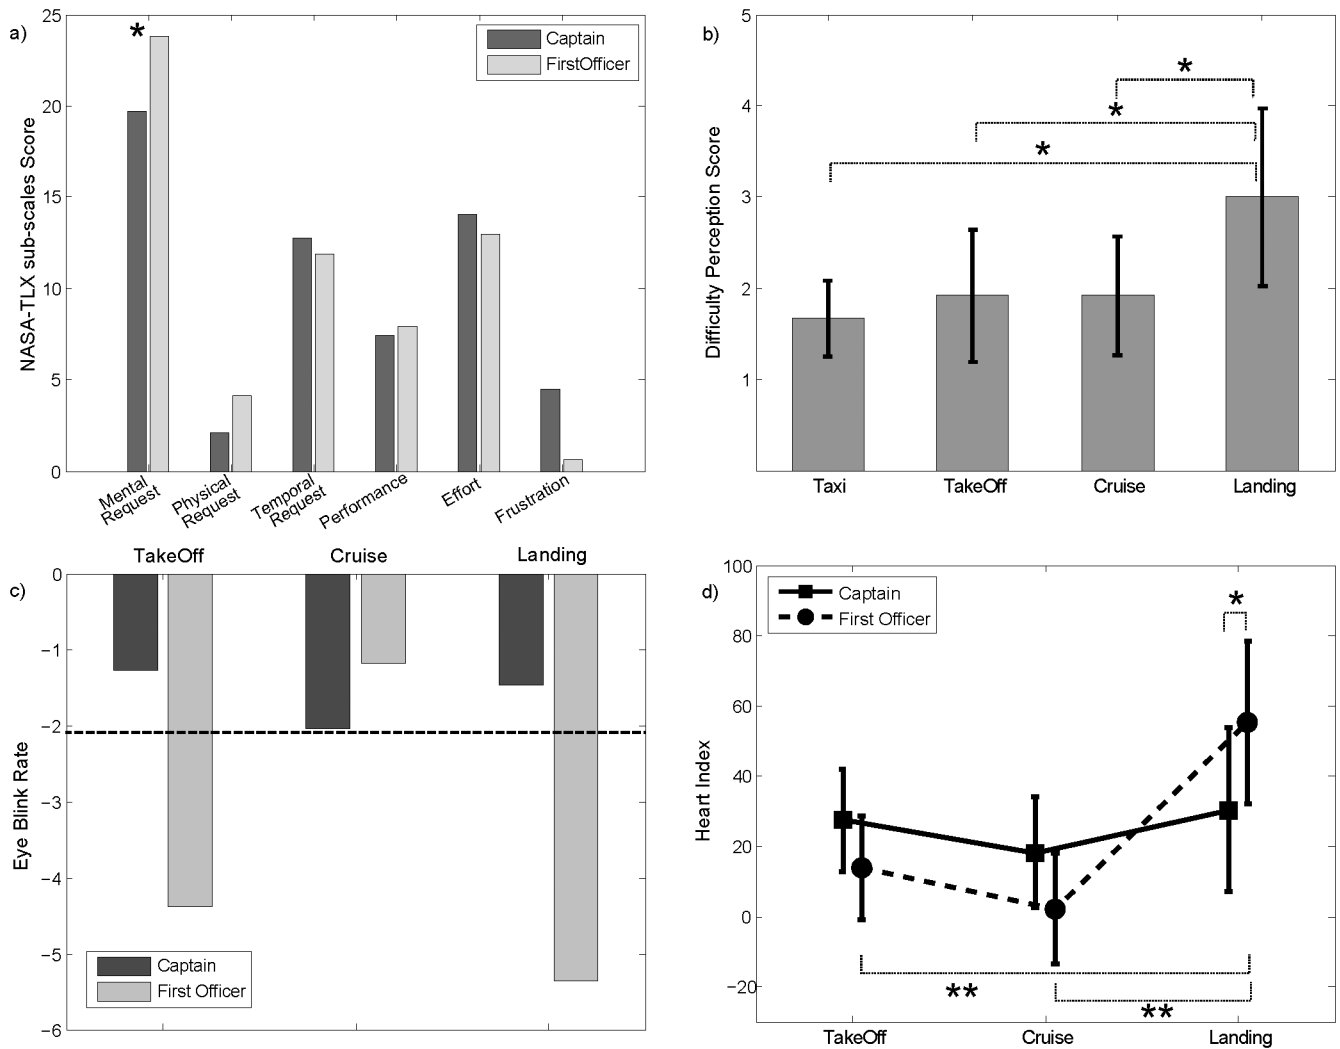 a)
25
20
15
10
5
0
NASA-TLX sub-scales Score
*
Captain
FirstOfficer
Mental
Request
Physical
Request
Temporal
Request
Performance
Effort
Frustration
b)
5
4
3
2
1
Difficulty Perception Score
*
*
*
Taxi
TakeOff
Cruise
Landing
c)
TakeOff
Cruise
Landing
0
−1
−2
−3
−4
−5
−6
Eye Blink Rate
Captain
First Officer
d)
100
80
60
40
20
0
−20
Heart Index
Captain
First Officer
*
**
**
TakeOff
Cruise
Landing